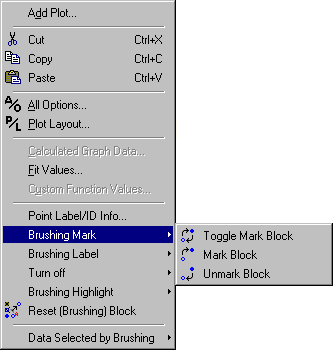 Add Plot...
Cut Ctrl+X
Copy Ctrl+C
Paste Ctrl+V
All Options...
Plot Layout...
Calculated Graph Data...
Fit Values...
Custom Function Values...
Point Label/ID Info...
Brushing Mark
Toggle Mark Block
Brushing Label
Mark Block
Turn off
Unmark Block
Brushing Highlight
Reset (Brushing) Block
Data Selected by Brushing